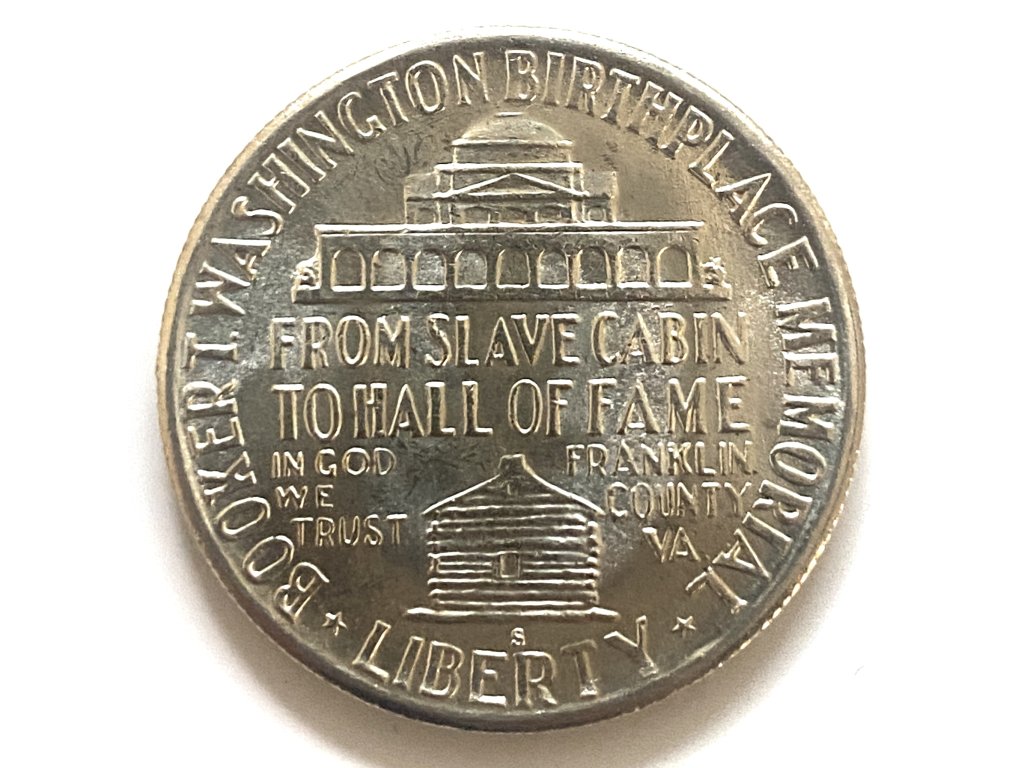 BOOKER T. WASHINGTON BIRTHPLACE MEMORIAL
FROM SLAVE CABIN
TO HALL OF FAME
IN GOD
WE
TRUST
FRANKLIN
COUNTY
VA.
S
LIBERTY